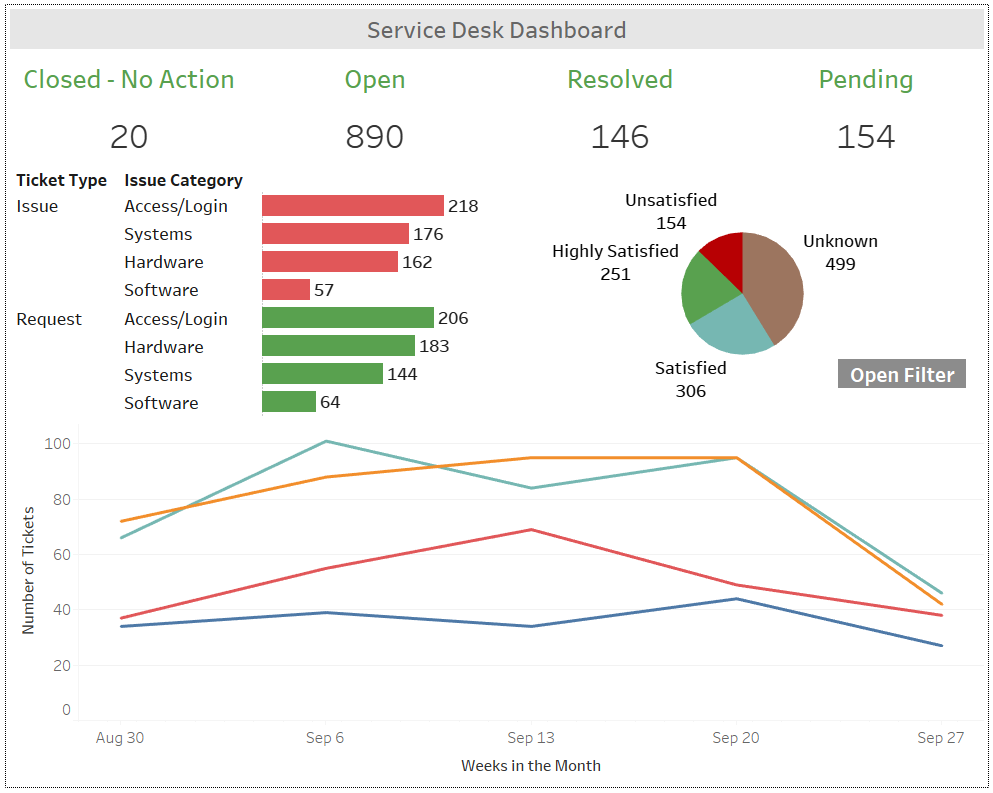 Service Desk Dashboard
Closed - No Action Open Resolved Pending
20 890 146 154
Ticket Type Issue Category
Issue Access/Login 218
Systems 176
Hardware 162
Software 57
Request Access/Login 206
Hardware 183
Systems 144
Software 64
Unsatisfied
154
Highly Satisfied
251
Unknown
499
Satisfied
306
Open Filter
Number of Tickets
100
80
60
40
20
0
Aug 30 Sep 6 Sep 13 Sep 20 Sep 27
Weeks in the Month